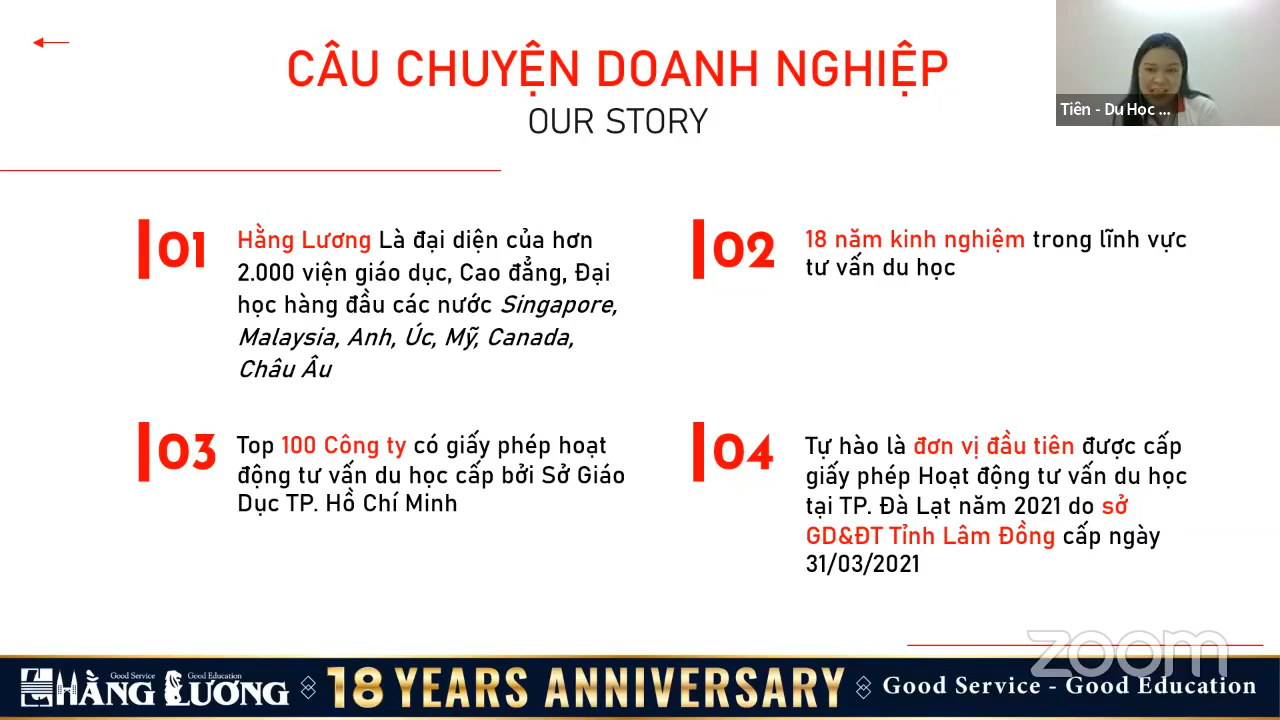 CÂU CHUYỆN DOANH NGHIỆP
OUR STORY
Tiên - Du Học ...
01
Hằng Lương Là đại diện của hơn
2.000 viện giáo dục, Cao đẳng, Đại
học hàng đầu các nước Singapore,
Malaysia, Anh, Úc, Mỹ, Canada,
Châu Âu
02
18 năm kinh nghiệm trong lĩnh vực
tư vấn du học
03
Top 100 Công ty có giấy phép hoạt
động tư vấn du học cấp bởi Sở Giáo
Dục TP. Hồ Chí Minh
04
Tự hào là đơn vị đầu tiên được cấp
giấy phép Hoạt động tư vấn du học
tại TP. Đà Lạt năm 2021 do sở
GD&ĐT Tỉnh Lâm Đồng cấp ngày
31/03/2021
zoom
Good Service Good Education
HẰNG LƯƠNG
18 YEARS ANNIVERSARY
Good Service - Good Education